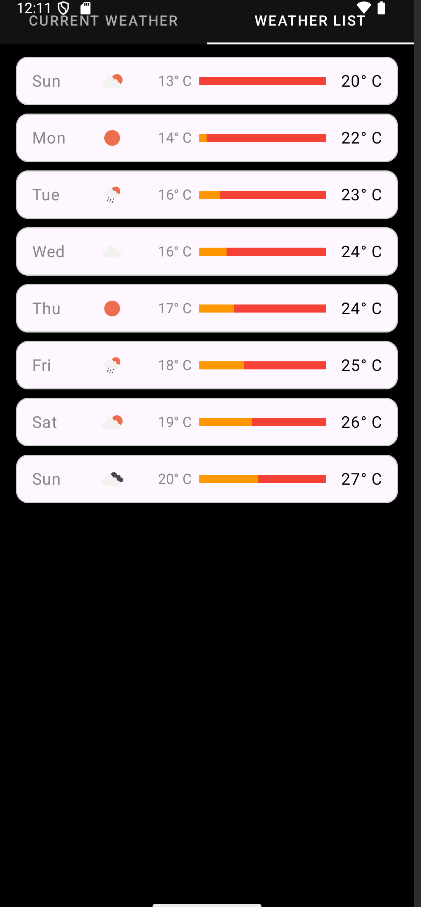 12:11
CURRENT WEATHER WEATHER LIST
Sun 13° C 20° C
Mon 14° C 22° C
Tue 16° C 23° C
Wed 16° C 24° C
Thu 17° C 24° C
Fri 18° C 25° C
Sat 19° C 26° C
Sun 20° C 27° C